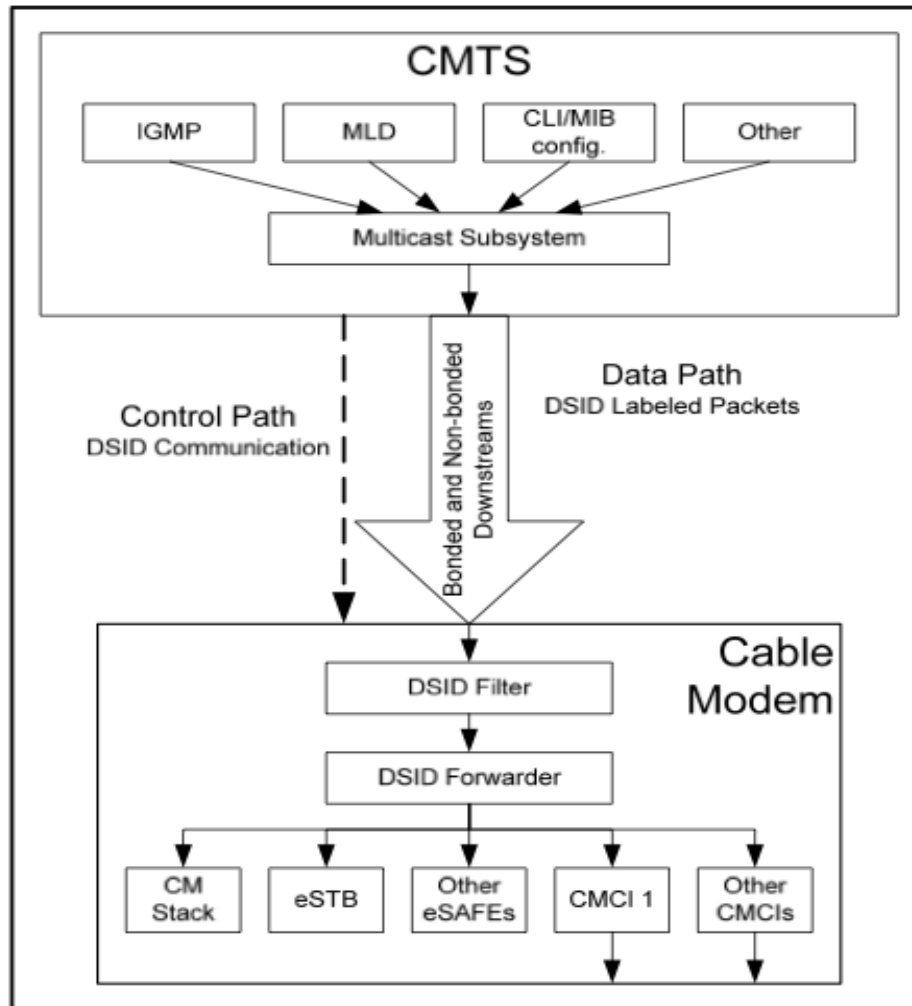 CMTS
IGMP
MLD
CLI/MIB
config.
Other
Multicast Subsystem
Control Path
DSID Communication
Bonded and Non-bonded
Downstreams
Data Path
DSID Labeled Packets
Cable
Modem
DSID Filter
DSID Forwarder
CM
Stack
eSTB
Other
eSAFEs
CMCI 1
Other
CMCIs